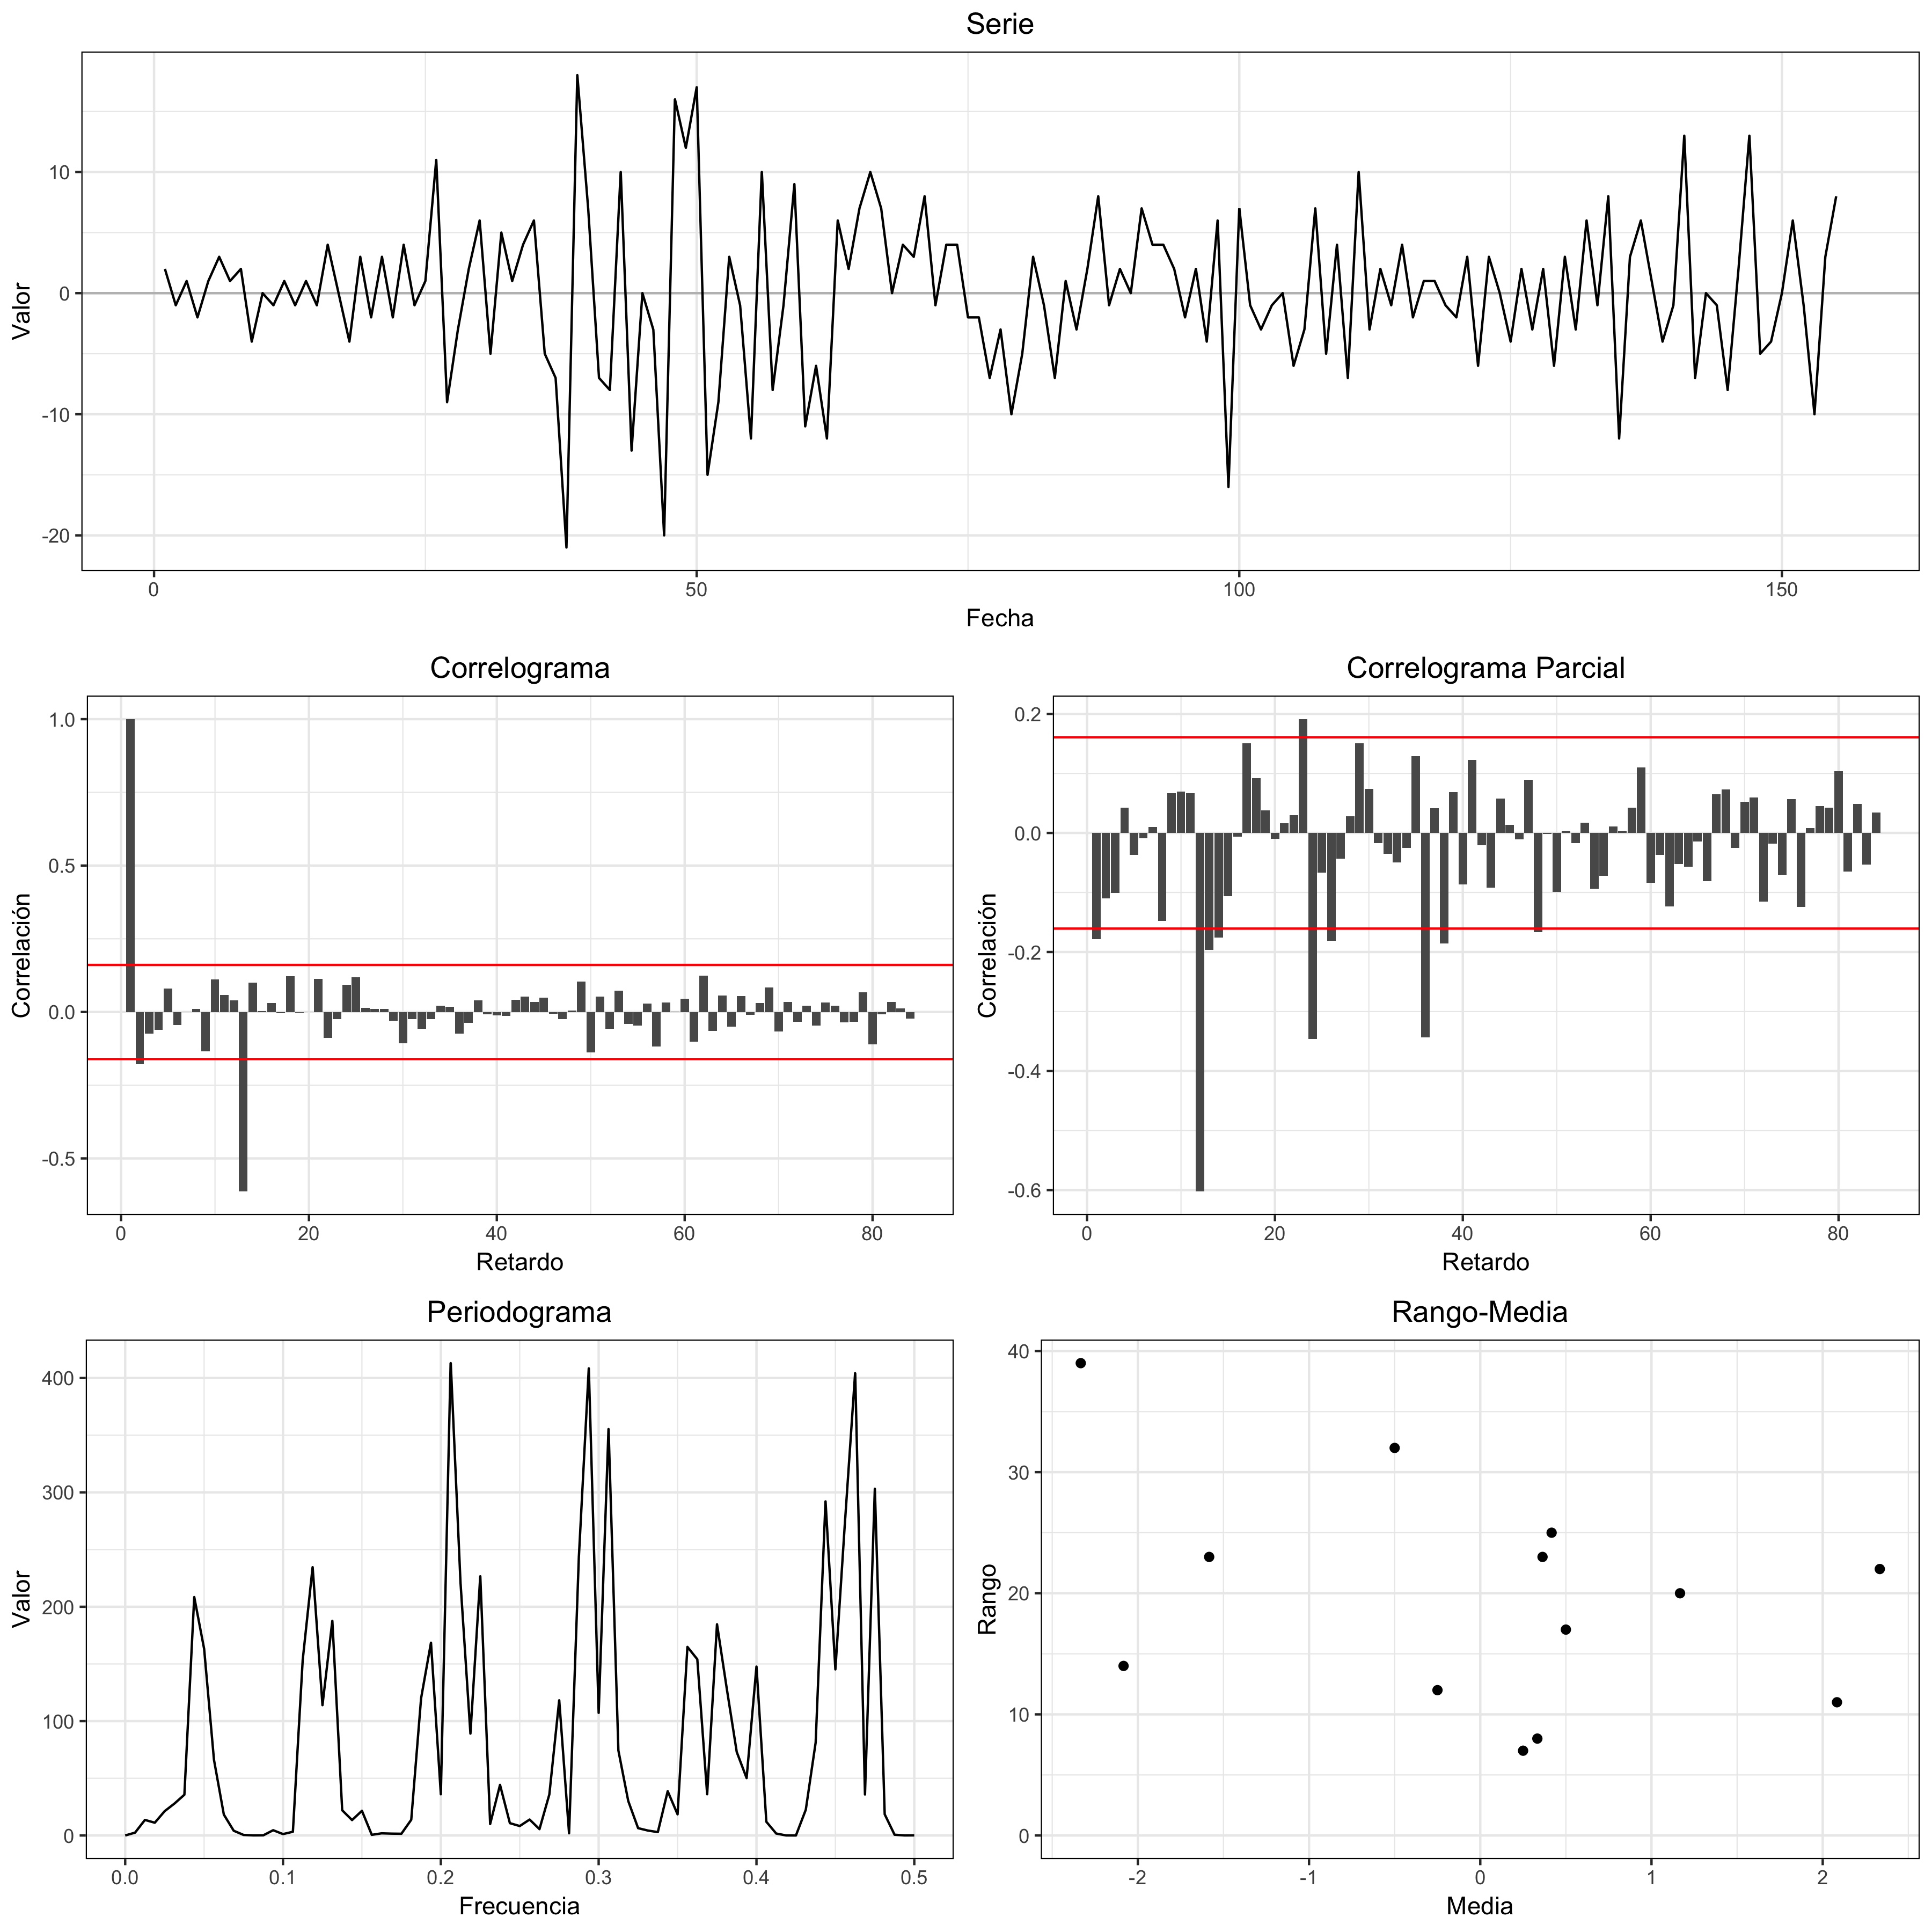 Serie
Valor
10
0
-10
-20
0 50 100 150
Fecha
Correlograma
Correlación
1.0
0.5
0.0
-0.5
0 20 40 60 80
Retardo
Correlograma Parcial
Correlación
0.2
0.0
-0.2
-0.4
-0.6
0 20 40 60 80
Retardo
Periodograma
Valor
400
300
200
100
0
0.0 0.1 0.2 0.3 0.4 0.5
Frecuencia
Rango-Media
Rango
40
30
20
10
0
-2 -1 0 1 2
Media